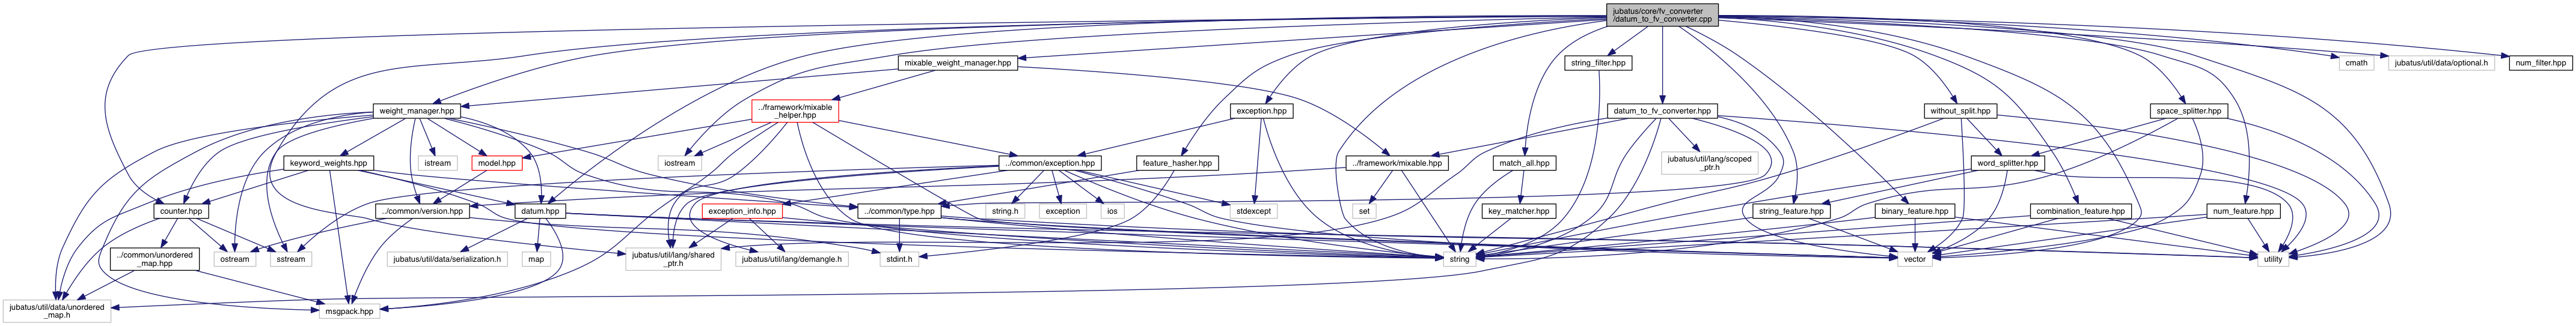 jubatus/core/fv_converter
/datum_to_fv_converter.cpp
mixable_weight_manager.hpp
string_filter.hpp
cmath
jubatus/util/data/optional.h
num_filter.hpp
weight_manager.hpp
../framework/mixable
_helper.hpp
exception.hpp
datum_to_fv_converter.hpp
without_split.hpp
space_splitter.hpp
keyword_weights.hpp
istream
model.hpp
iostream
../common/exception.hpp
feature_hasher.hpp
../framework/mixable.hpp
match_all.hpp
jubatus/util/lang/scoped
_ptr.h
word_splitter.hpp
counter.hpp
../common/version.hpp
datum.hpp
exception_info.hpp
../common/type.hpp
string.h
exception
ios
stdexcept
set
key_matcher.hpp
string_feature.hpp
binary_feature.hpp
combination_feature.hpp
num_feature.hpp
../common/unordered
_map.hpp
ostream
sstream
jubatus/util/data/serialization.h
map
jubatus/util/lang/shared
_ptr.h
jubatus/util/lang/demangle.h
stdint.h
string
vector
utility
jubatus/util/data/unordered
_map.h
msgpack.hpp